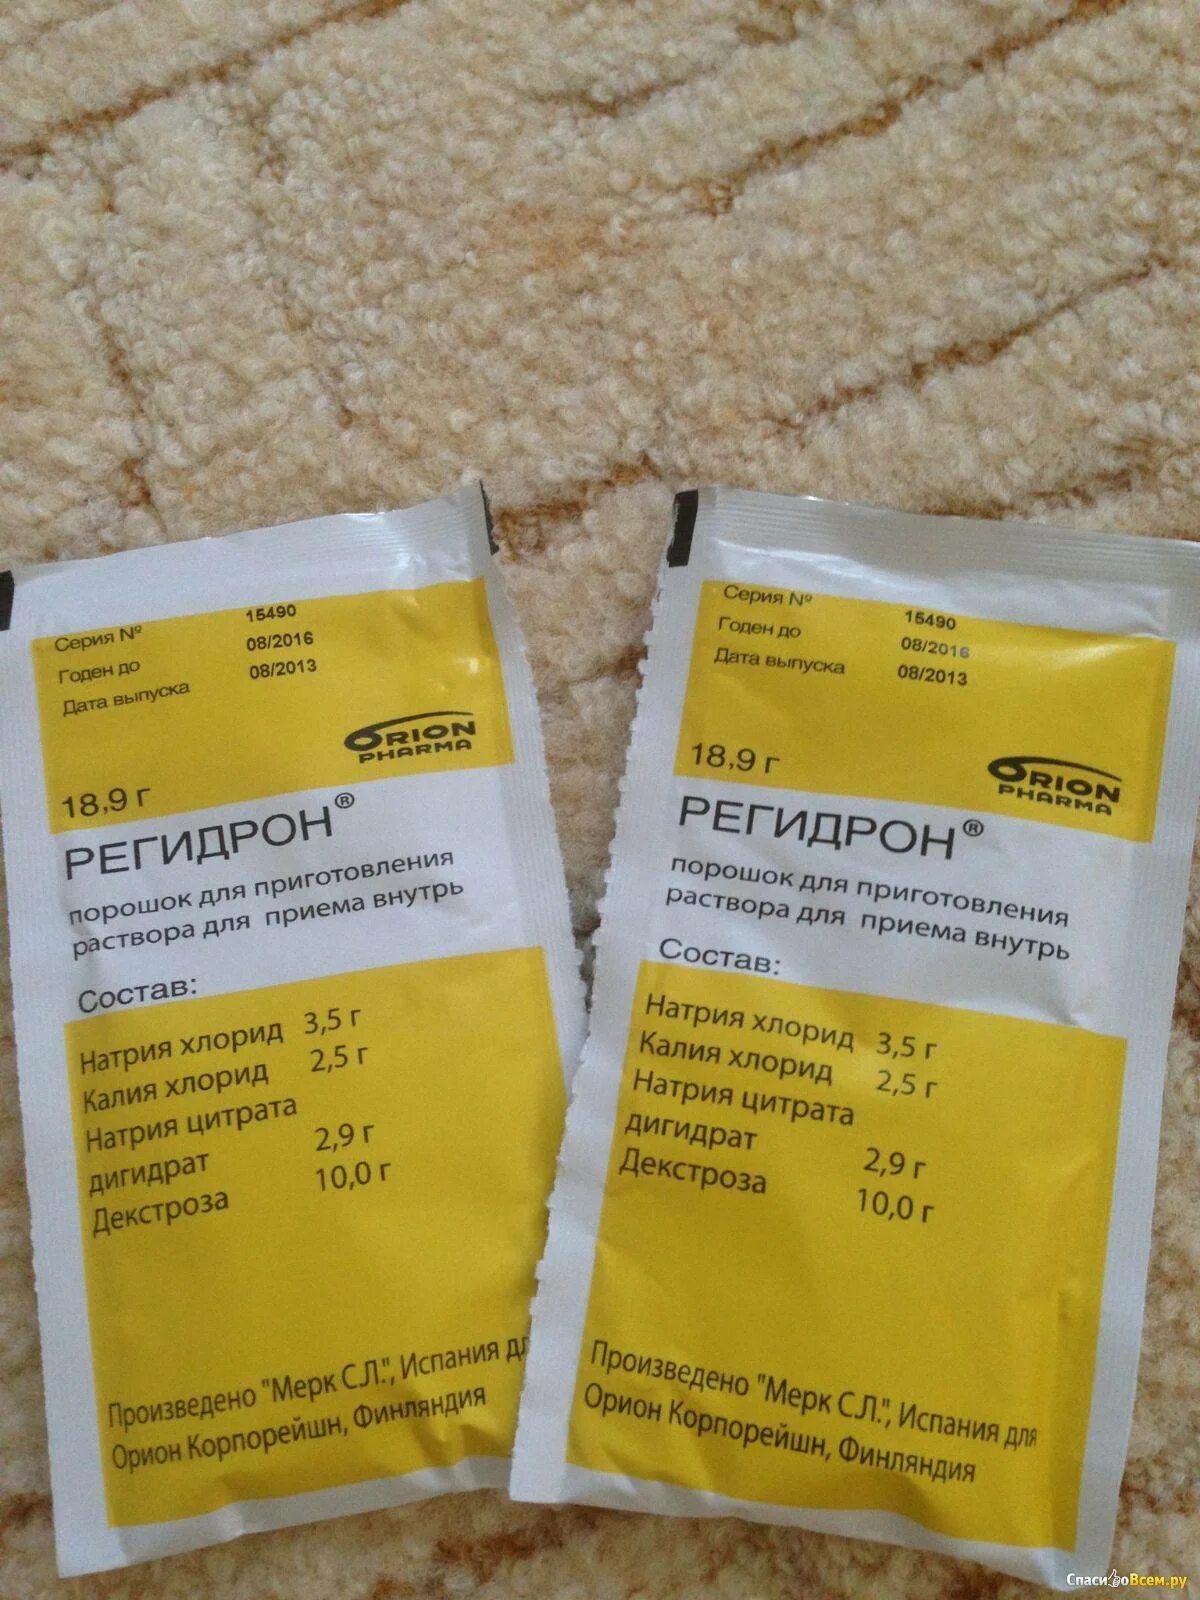 Серия № 15490
Годен до 08/2016
Дата выпуска 08/2013
ORION
PHARMA
18,9 г
РЕГИДРОН®
порошок для приготовления
раствора для приема внутрь
Состав:
Натрия хлорид 3,5 г
Калия хлорид 2,5 г
Натрия цитрата
дигидрат 2,9 г
Декстроза 10,0 г
Произведено "Мерк С.Л.", Испания дл
Орион Корпорейшн, Финляндия
Серия № 15490
Годен до 08/2016
Дата выпуска 08/2013
18,9 г
ORION
PHARMA
РЕГИДРОН®
порошок для приготовления
раствора для приема внутрь
Состав:
Натрия хлорид 3,5 г
Калия хлорид 2,5 г
Натрия цитрата
дигидрат 2,9 г
Декстроза 10,0 г
Произведено "Мерк С.Л.", Испания для
Орион Корпорейшн, Финляндия
СпасибоВсем.ру